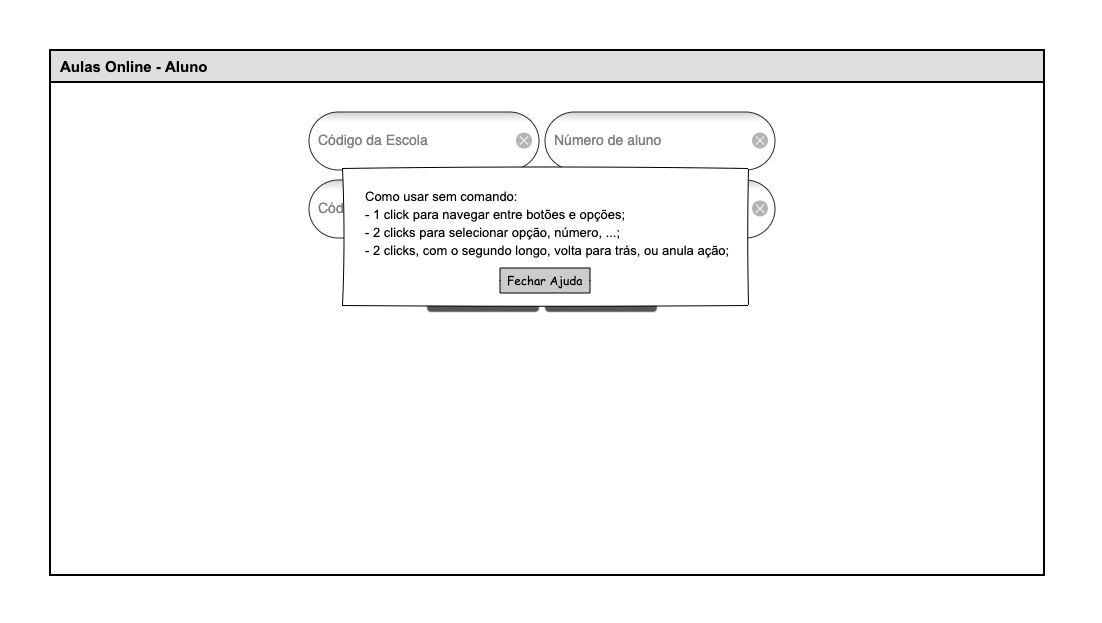 Aulas Online - Aluno
Código da Escola
Número de aluno
Como usar sem comando:
- 1 click para navegar entre botões e opções;
- 2 clicks para selecionar opção, número, ...;
- 2 clicks, com o segundo longo, volta para trás, ou anula ação;
Fechar Ajuda